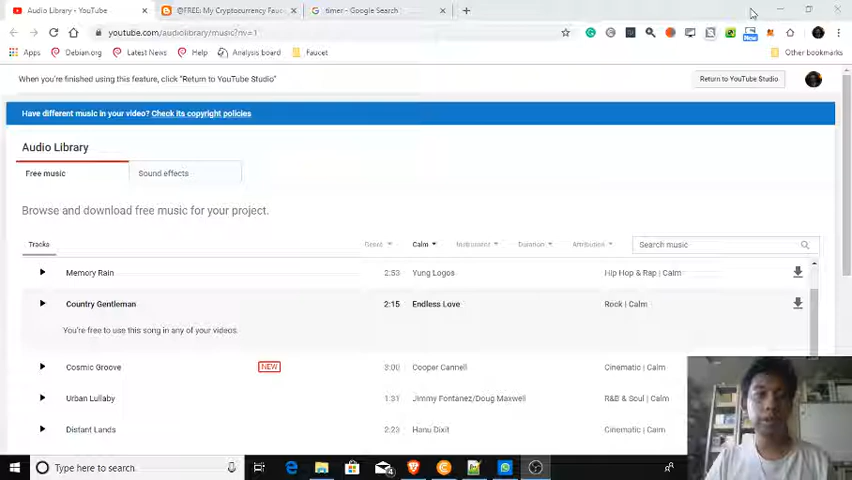 Audio Library - YouTube
@FREE: My Cryptocurrency Fauc
timer - Google Search
youtube.com/audiolibrary/music?nv=1
Apps
Debian.org
Latest News
Help
Analysis board
Faucet
Other bookmarks
When you're finished using this feature, click "Return to YouTube Studio"
Return to YouTube Studio
Have different music in your video? Check its copyright policies
Audio Library
Free music
Sound effects
Browse and download free music for your project.
Tracks
Genre
Calm
Instrument
Duration
Attribution
Search music
Memory Rain 2:53 Yung Logos Hip Hop & Rap | Calm
Country Gentleman 2:15 Endless Love Rock | Calm
You're free to use this song in any of your videos.
Cosmic Groove NEW 3:00 Cooper Cannell Cinematic | Calm
Urban Lullaby 1:31 Jimmy Fontanez/Doug Maxwell R&B & Soul | Calm
Distant Lands 2:23 Hanu Dixit Cinematic | Calm
Type here to search